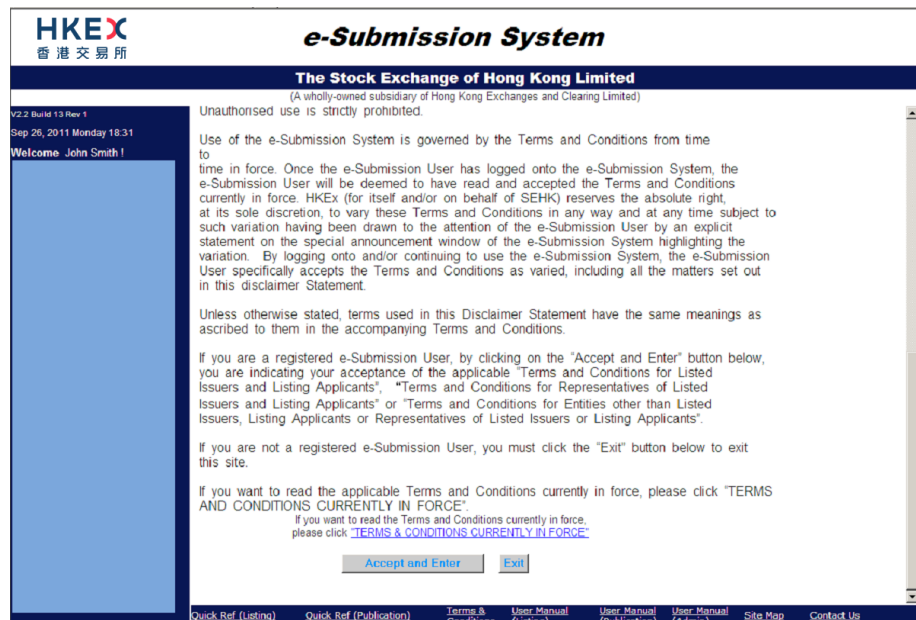 HKEX
香港交易所
e-Submission System
The Stock Exchange of Hong Kong Limited
(A wholly-owned subsidiary of Hong Kong Exchanges and Clearing Limited)
V2.2 Build 13 Rev 1
Sep 26, 2011 Monday 18:31
Welcome John Smith !
Unauthorised use is strictly prohibited.
Use of the e-Submission System is governed by the Terms and Conditions from time
to
time in force. Once the e-Submission User has logged onto the e-Submission System, the
e-Submission User will be deemed to have read and accepted the Terms and Conditions
currently in force. HKEx (for itself and/or on behalf of SEHK) reserves the absolute right,
at its sole discretion, to vary these Terms and Conditions in any way and at any time subject to
such variation having been drawn to the attention of the e-Submission User by an explicit
statement on the special announcement window of the e-Submission System highlighting the
variation. By logging onto and/or continuing to use the e-Submission System, the e-Submission
User specifically accepts the Terms and Conditions as varied, including all the matters set out
in this disclaimer Statement.
Unless otherwise stated, terms used in this Disclaimer Statement have the same meanings as
ascribed to them in the accompanying Terms and Conditions.
If you are a registered e-Submission User, by clicking on the "Accept and Enter" button below,
you are indicating your acceptance of the applicable "Terms and Conditions for Listed
Issuers and Listing Applicants", "Terms and Conditions for Representatives of Listed
Issuers and Listing Applicants" or "Terms and Conditions for Entities other than Listed
Issuers, Listing Applicants or Representatives of Listed Issuers or Listing Applicants".
If you are not a registered e-Submission User, you must click the "Exit" button below to exit
this site.
If you want to read the applicable Terms and Conditions currently in force, please click "TERMS
AND CONDITIONS CURRENTLY IN FORCE".
If you want to read the Terms and Conditions currently in force,
please click "TERMS & CONDITIONS CURRENTLY IN FORCE"
Accept and Enter Exit
Quick Ref (Listing) Quick Ref (Publication) Terms & Conditions User Manual (Listing) User Manual (Publication) User Manual (Admin) Site Map Contact Us